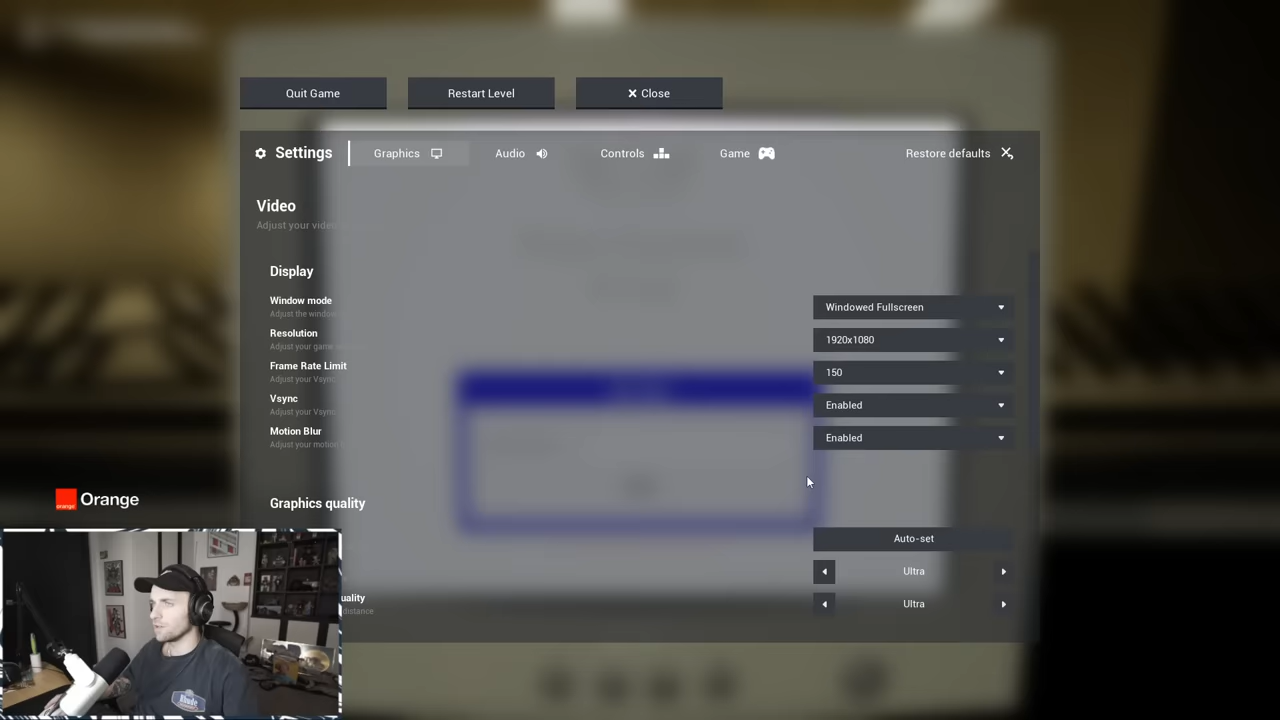 Quit Game
Restart Level
Close
Settings
Graphics
Audio
Controls
Game
Restore defaults
Video
Adjust your video
Display
Window mode
Adjust the window
Windowed Fullscreen
Resolution
Adjust your game
1920x1080
Frame Rate Limit
Adjust your Vsync
150
Vsync
Adjust your Vsync
Enabled
Motion Blur
Adjust your motion
Enabled
Graphics quality
orange
Orange
Auto-set
Ultra
uality
distance
Ultra